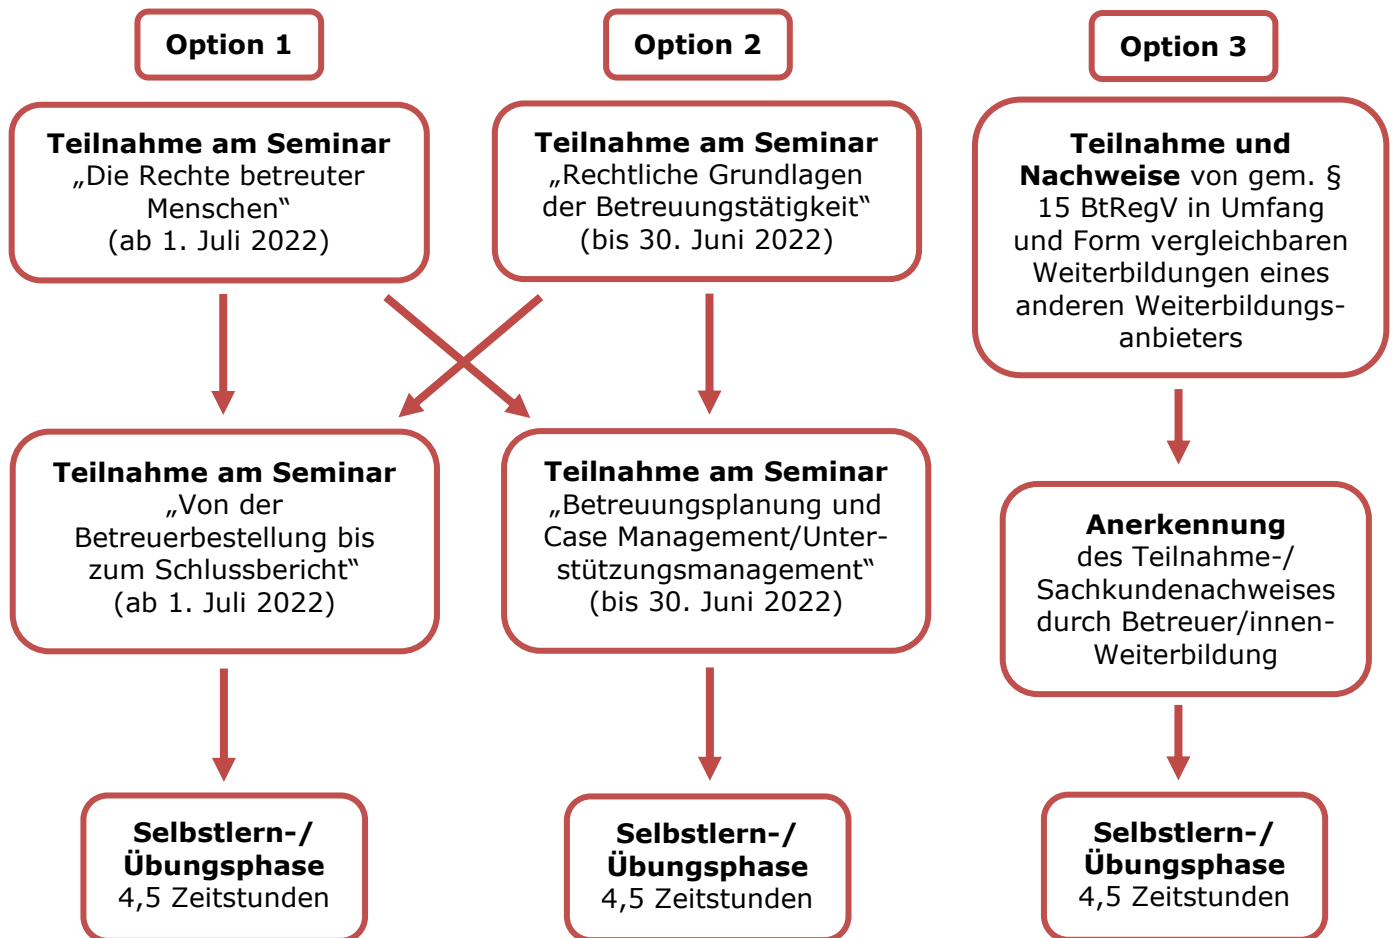 Option 1
Option 2
Option 3
Teilnahme am Seminar
„Die Rechte betreuter
Menschen“
(ab 1. Juli 2022)
Teilnahme am Seminar
„Rechtliche Grundlagen
der Betreuungstätigkeit“
(bis 30. Juni 2022)
Teilnahme und
Nachweise von gem. §
15 BtRegV in Umfang
und Form vergleichbaren
Weiterbildungen eines
anderen Weiterbildungs-
anbieters
Teilnahme am Seminar
„Von der
Betreuerbestellung bis
zum Schlussbericht“
(ab 1. Juli 2022)
Teilnahme am Seminar
„Betreuungsplanung und
Case Management/Unter-
stützungsmanagement“
(bis 30. Juni 2022)
Anerkennung
des Teilnahme-/
Sachkundenachweises
durch Betreuer/innen-
Weiterbildung
Selbstlern-/
Übungsphase
4,5 Zeitstunden
Selbstlern-/
Übungsphase
4,5 Zeitstunden
Selbstlern-/
Übungsphase
4,5 Zeitstunden